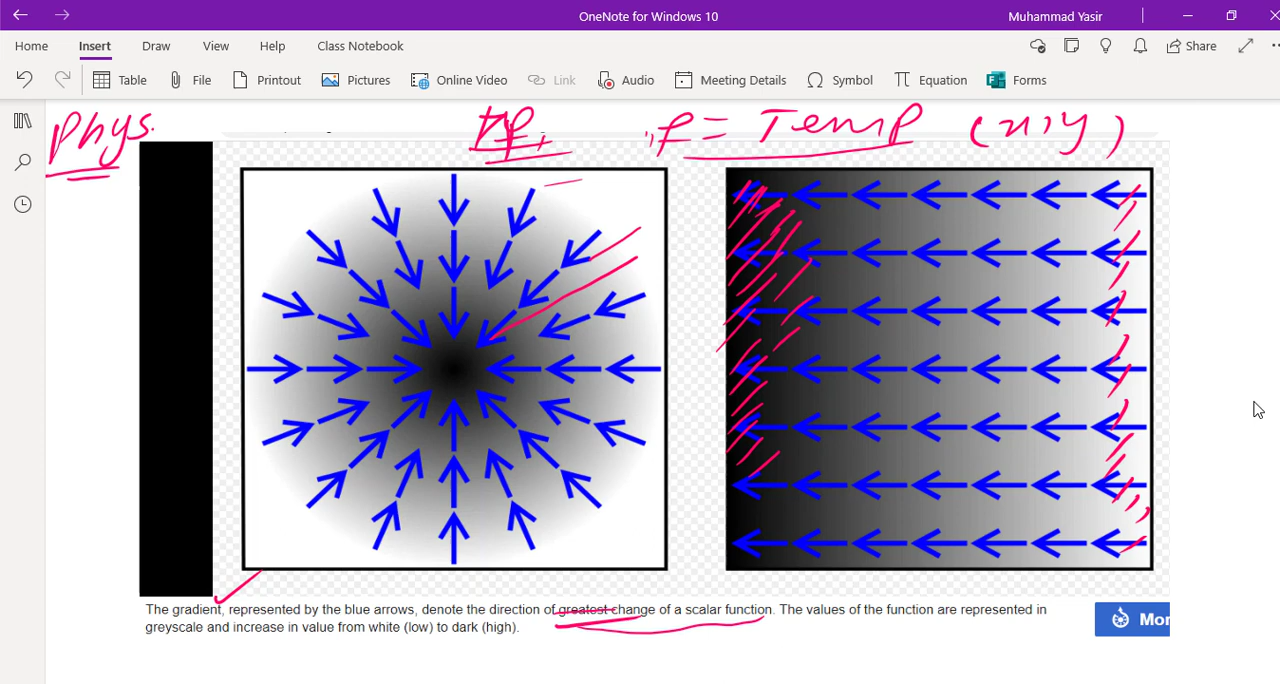 OneNote for Windows 10
Muhammad Yasir
Home Insert Draw View Help Class Notebook Share
Table File Printout Pictures Online Video Link Audio Meeting Details Symbol Equation Forms
Phys.
f = Temp (x,y)
The gradient, represented by the blue arrows, denote the direction of greatest change of a scalar function. The values of the function are represented in
greyscale and increase in value from white (low) to dark (high).
Mor